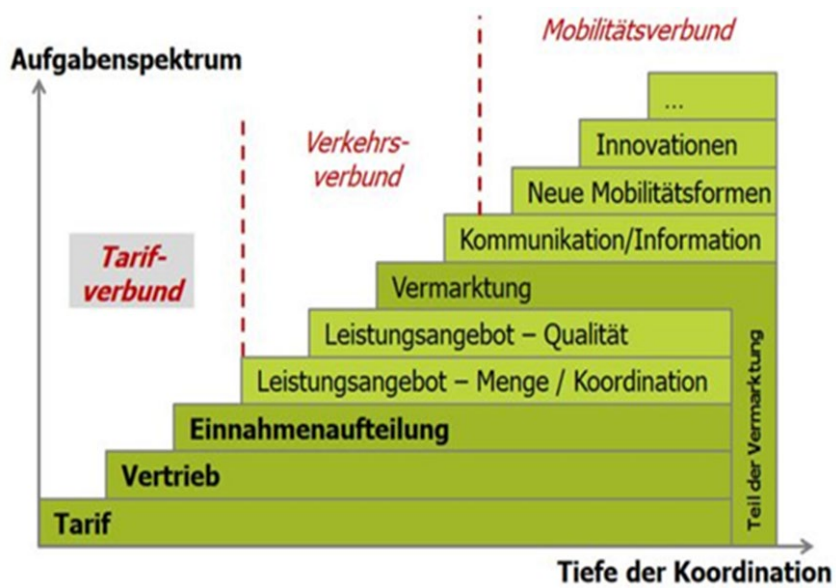 Mobilitätsverbund
Aufgabenspektrum
...
Verkehrs-
verbund
Innovationen
Neue Mobilitätsformen
Tarif-
verbund
Kommunikation/Information
Vermarktung
Leistungsangebot – Qualität
Leistungsangebot – Menge / Koordination
Einnahmenaufteilung
Vertrieb
Tarif
Teil der Vermarktung
Tiefe der Koordination